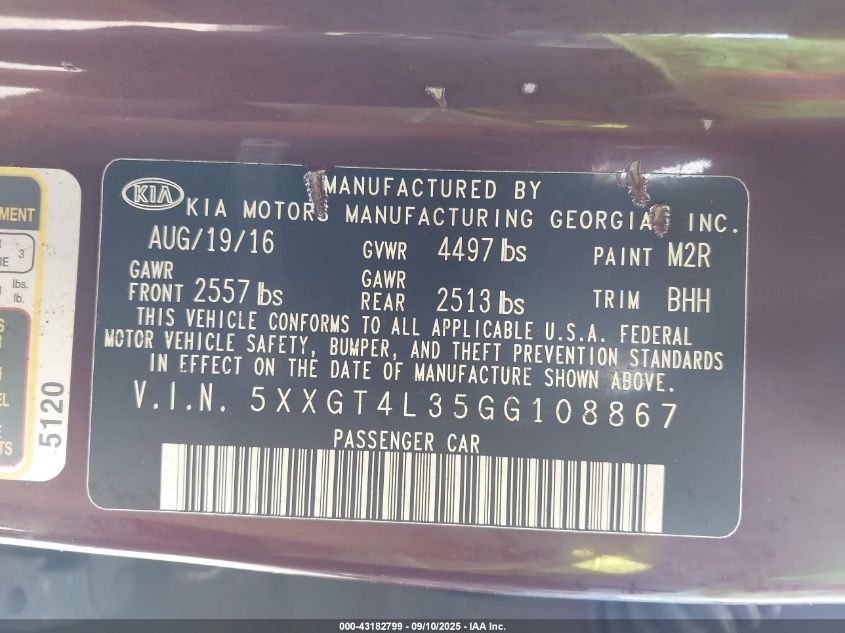 KIA
MANUFACTURED BY
KIA MOTORS MANUFACTURING GEORGIA, INC.
AUG/19/16 GVWR 4497 lbs PAINT M2R
GAWR FRONT 2557 lbs GAWR REAR 2513 lbs TRIM BHH
THIS VEHICLE CONFORMS TO ALL APPLICABLE U.S.A. FEDERAL
MOTOR VEHICLE SAFETY, BUMPER, AND THEFT PREVENTION STANDARDS
IN EFFECT ON THE DATE OF MANUFACTURE SHOWN ABOVE.
V.I.N. 5XXGT4L35GG108867
PASSENGER CAR
3
lbs.
lb.
5120
000-43182799 - 09/10/2025 - IAA Inc.